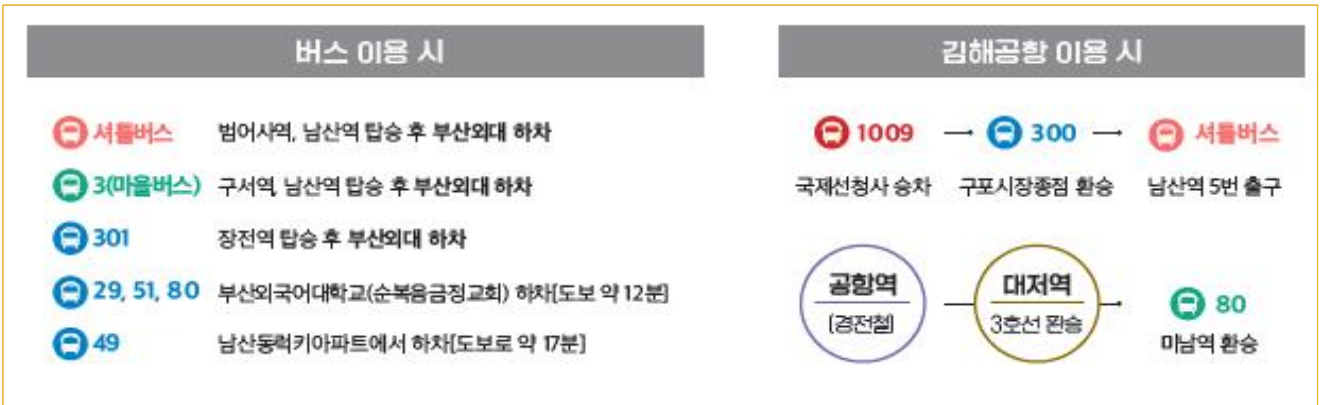 버스 이용 시
셔틀버스 범어사역, 남산역 탑승 후 부산외대 하차
3(마을버스) 구서역, 남산역 탑승 후 부산외대 하차
301 장전역 탑승 후 부산외대 하차
29, 51, 80 부산외국어대학교(순복음금정교회) 하차[도보 약 12분]
49 남산동럭키아파트에서 하차[도보로 약 17분]
김해공항 이용 시
1009 → 300 → 셔틀버스
국제선청사 승차 구포시장종점 환승 남산역 5번 출구
공항역 대저역 → 80
(경전철) 3호선 환승 미남역 환승